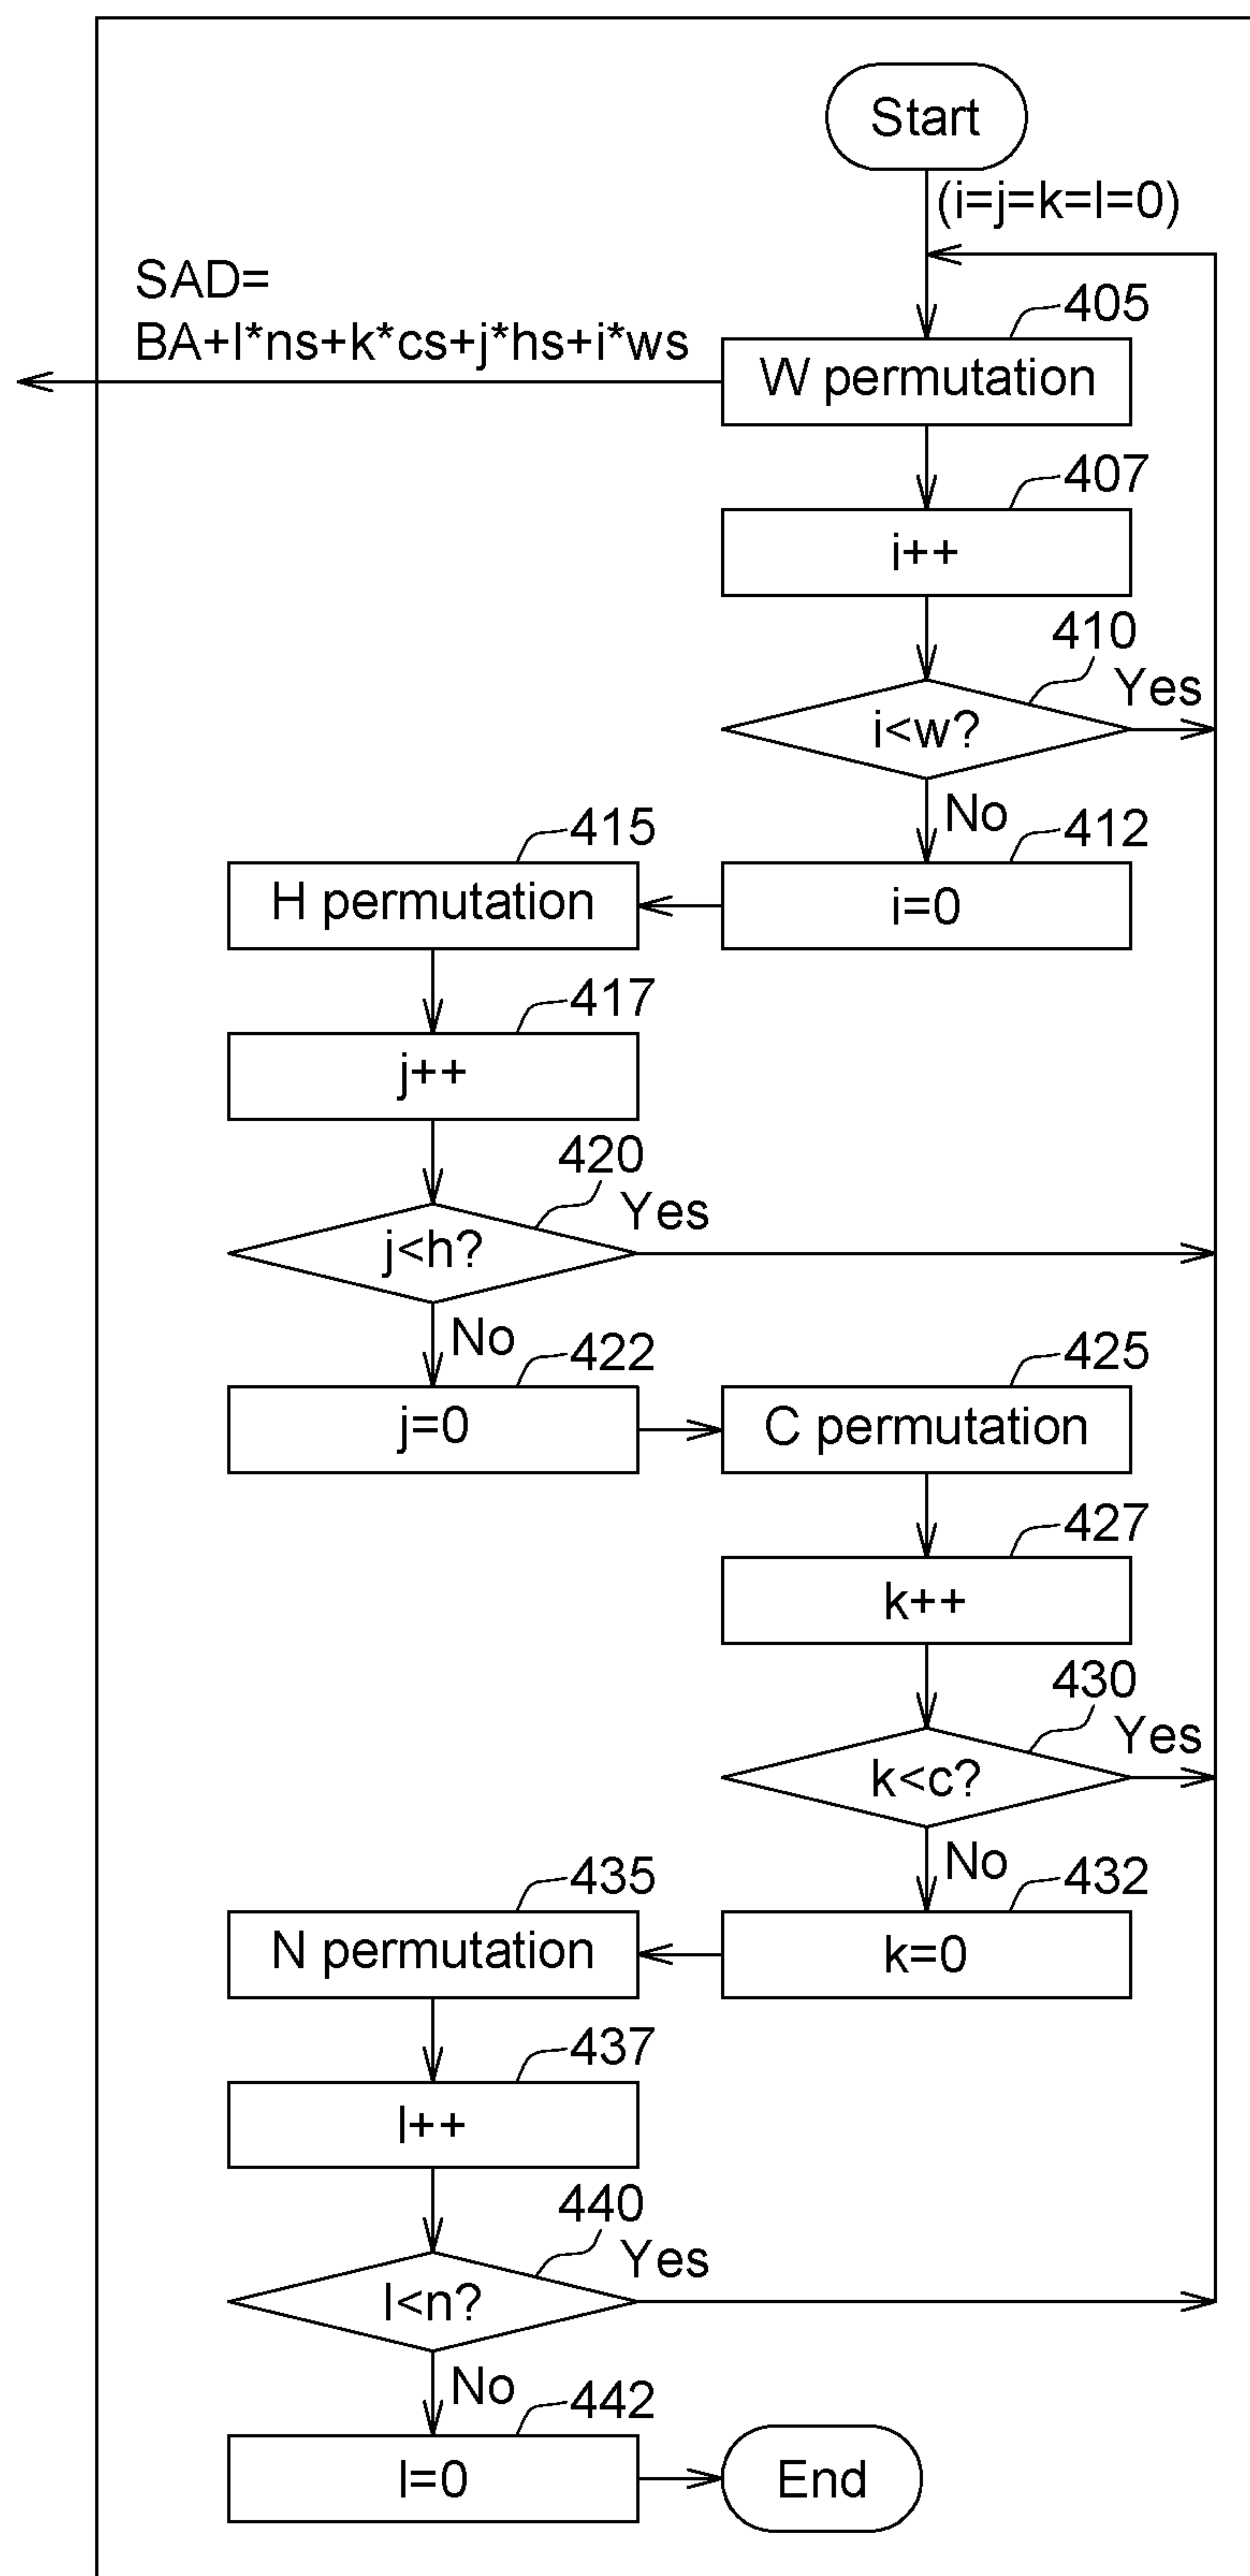 Start
(i=j=k=l=0)
SAD=
BA+l*ns+k*cs+j*hs+i*ws
405
W permutation
407
i++
410
Yes
i<w?
No
412
i=0
415
H permutation
417
j++
420
Yes
j<h?
No
422
j=0
425
C permutation
427
k++
430
Yes
k<c?
No
432
k=0
435
N permutation
437
l++
440
Yes
l<n?
No
442
l=0
End